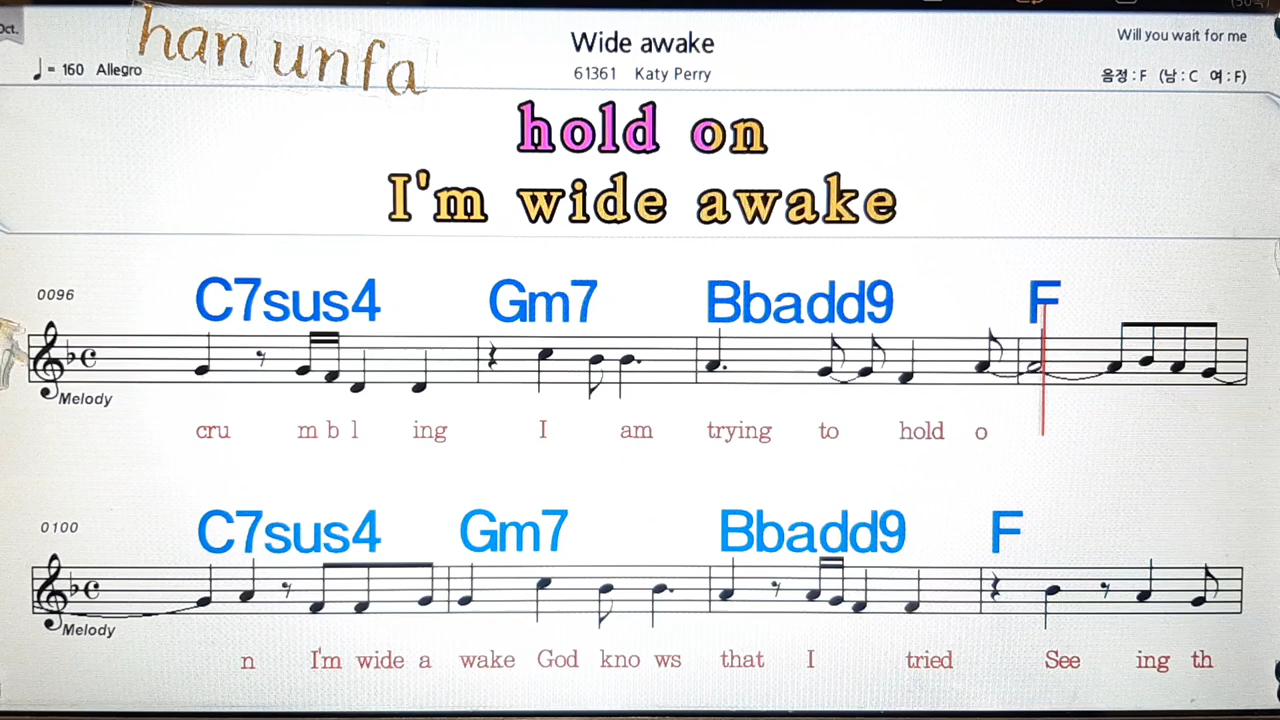 Oct.
han unfa
Wide awake
Will you wait for me
♩ = 160 Allegro
61361 Katy Perry
음정 : F (남 : C 여 : F)
hold on
I'm wide awake
C7sus4 Gm7 Bbadd9 F
0096
Melody
cru m b l ing I am trying to hold o
C7sus4 Gm7 Bbadd9 F
0100
Melody
n I'm wide a wake God kno ws that I tried See ing th